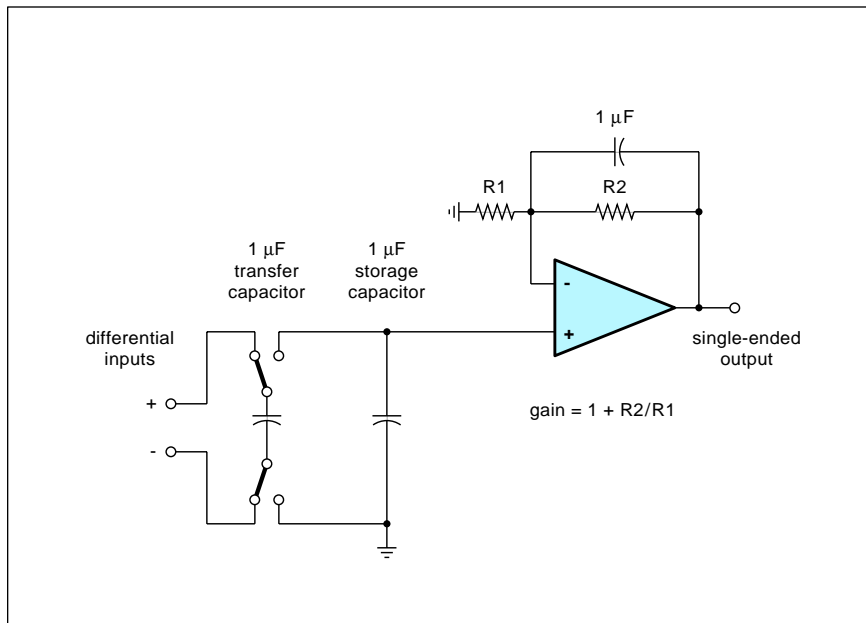 1 μF
R1
R2
1 μF
transfer
capacitor
1 μF
storage
capacitor
-
+
differential
inputs
single-ended
output
+
-
gain = 1 + R2/R1